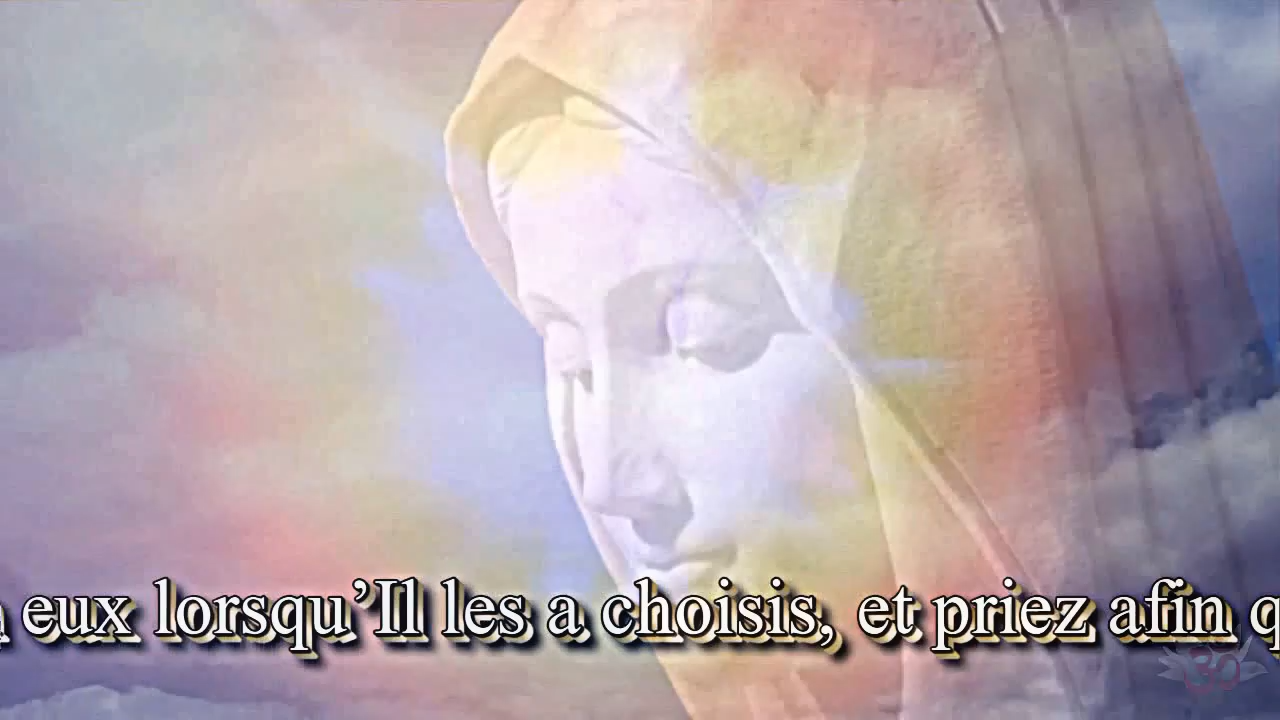 eux lorsqu’Il les a choisis, et priez afin q